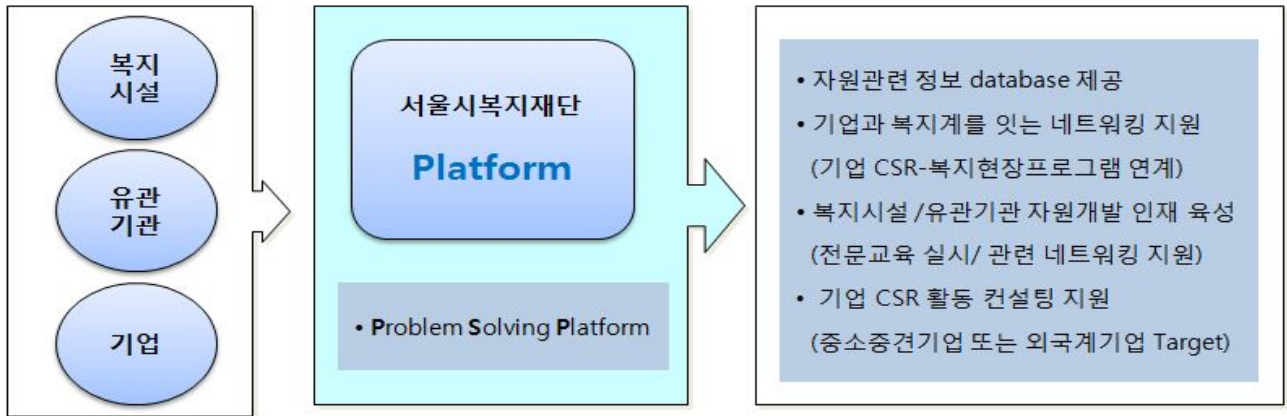 복지
시설
유관
기관
기업
서울시복지재단
Platform
• Problem Solving Platform
• 자원관련 정보 database 제공
• 기업과 복지계를 잇는 네트워킹 지원
(기업 CSR-복지현장프로그램 연계)
• 복지시설 /유관기관 자원개발 인재 육성
(전문교육 실시/ 관련 네트워킹 지원)
• 기업 CSR 활동 컨설팅 지원
(중소중견기업 또는 외국계기업 Target)